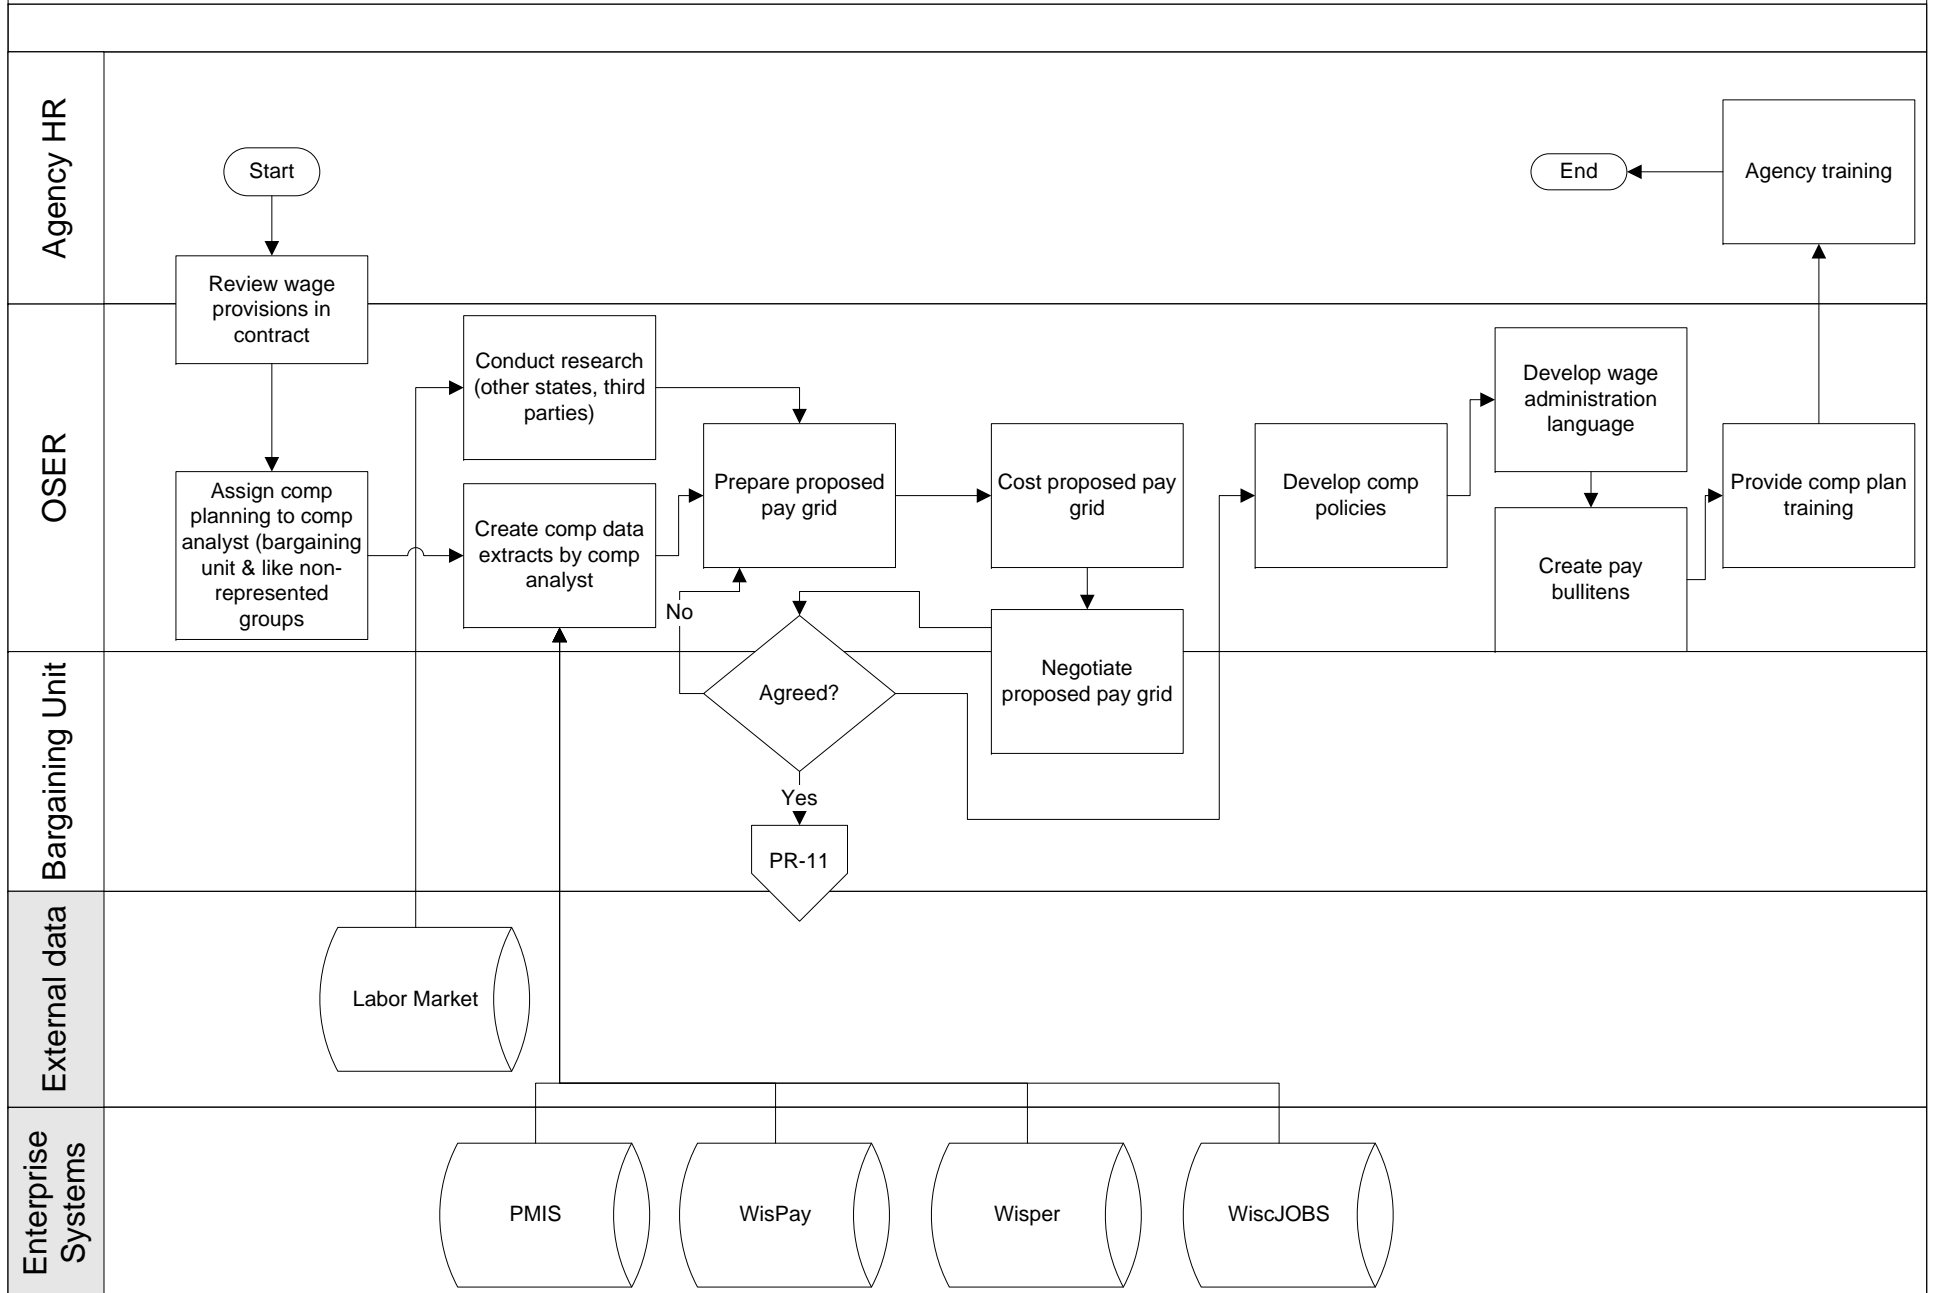 Agency HR
Start
End
Agency training
Review wage
provisions in
contract
OSER
Conduct research
(other states, third
parties)
Develop wage
administration
language
Assign comp
planning to comp
analyst (bargaining
unit & like non-
represented
groups
Create comp data
extracts by comp
analyst
Prepare proposed
pay grid
Cost proposed pay
grid
Develop comp
policies
Provide comp plan
training
Create pay
bullitens
No
Bargaining Unit
Agreed?
Negotiate
proposed pay grid
Yes
PR-11
External data
Labor Market
Enterprise
Systems
PMIS
WisPay
Wisper
WiscJOBS